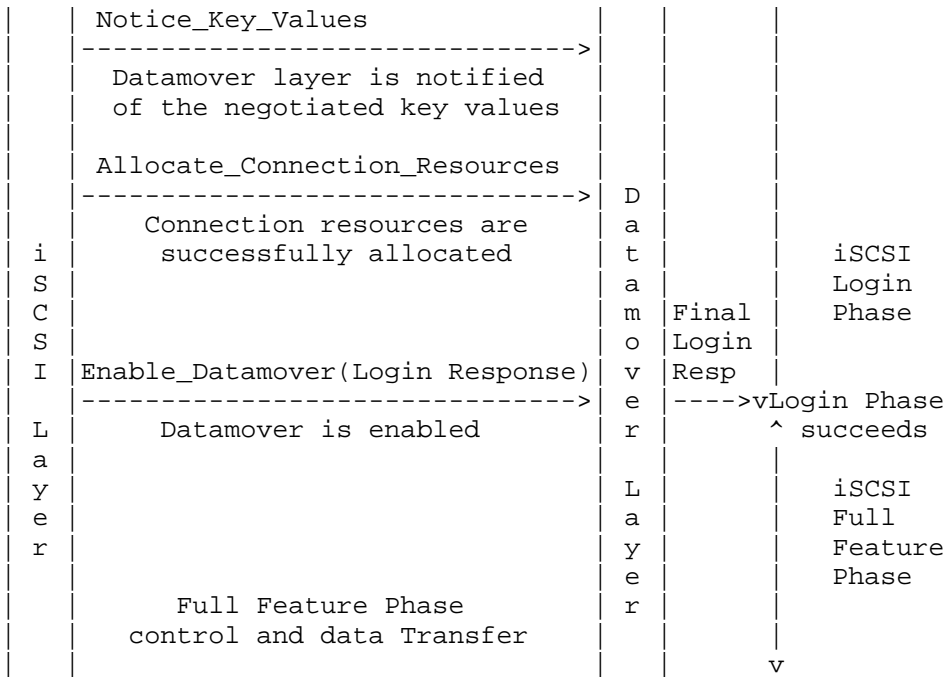 |     | Notice_Key_Values              |   |     |
|     |------------------------------->|   |     |
|     |  Datamover layer is notified   |   |     |
|     |  of the negotiated key values  |   |     |
|     |                                |   |     |
|     | Allocate_Connection_Resources  |   |     |
|     |------------------------------->| D |     |
|     |    Connection resources are    | a |     |
|  i  |     successfully allocated     | t |     |   iSCSI
|  S  |                                | a |     |   Login
|  C  |                                | m |Final |   Phase
|  S  |                                | o |Login |
|  I  |Enable_Datamover(Login Response)| v |Resp  |
|     |------------------------------->| e |---->vLogin Phase
|  L  |     Datamover is enabled       | r |     ^ succeeds
|  a  |                                |   |     |
|  y  |                                | L |     |   iSCSI
|  e  |                                | a |     |   Full
|  r  |                                | y |     |   Feature
|     |                                | e |     |   Phase
|     |      Full Feature Phase        | r |     |
|     |   control and data Transfer    |   |     |
|     |                                |   |     v